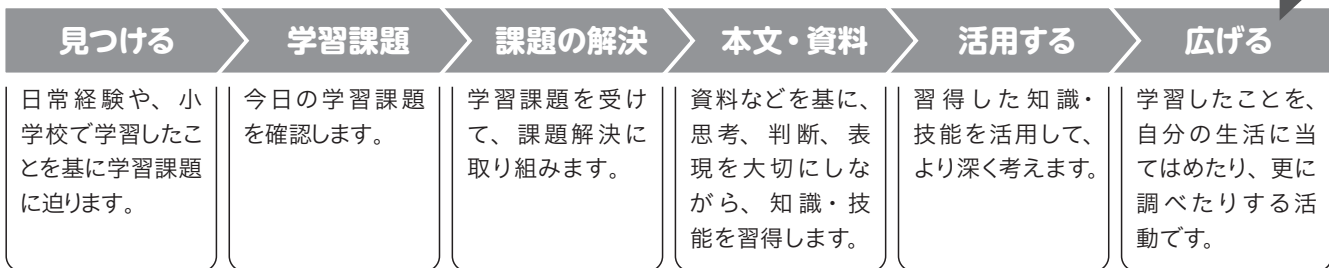 見つける
学習課題
課題の解決
本文・資料
活用する
広げる
日常経験や、小
学校で学習したこ
とを基に学習課題
に迫ります。
今日の学習課題
を確認します。
学習課題を受け
て、課題解決に
取り組みます。
資料などを基に、
思考、判断、表
現を大切にしな
がら、知識・技
能を習得します。
習得した知識・
技能を活用して、
より深く考えます。
学習したことを、
自分の生活に当
てはめたり、更に
調べたりする活
動です。